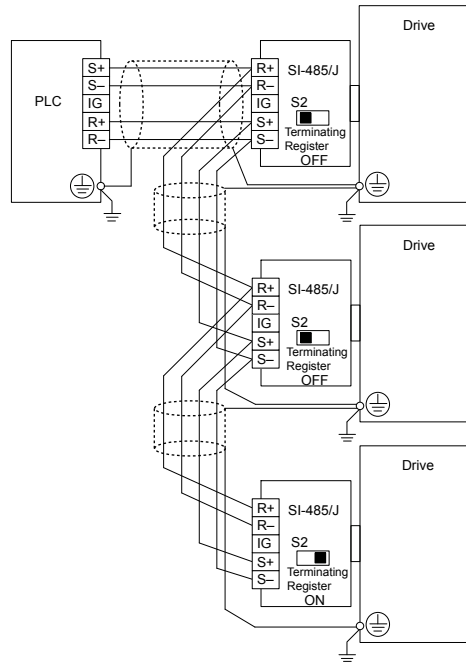 Drive
PLC
S+
S–
IG
R+
R–
R+
R–
IG
S+
S–
SI-485/J
S2
Terminating
Register
OFF
Drive
R+
R–
IG
S+
S–
SI-485/J
S2
Terminating
Register
OFF
Drive
R+
R–
IG
S+
S–
SI-485/J
S2
Terminating
Register
ON